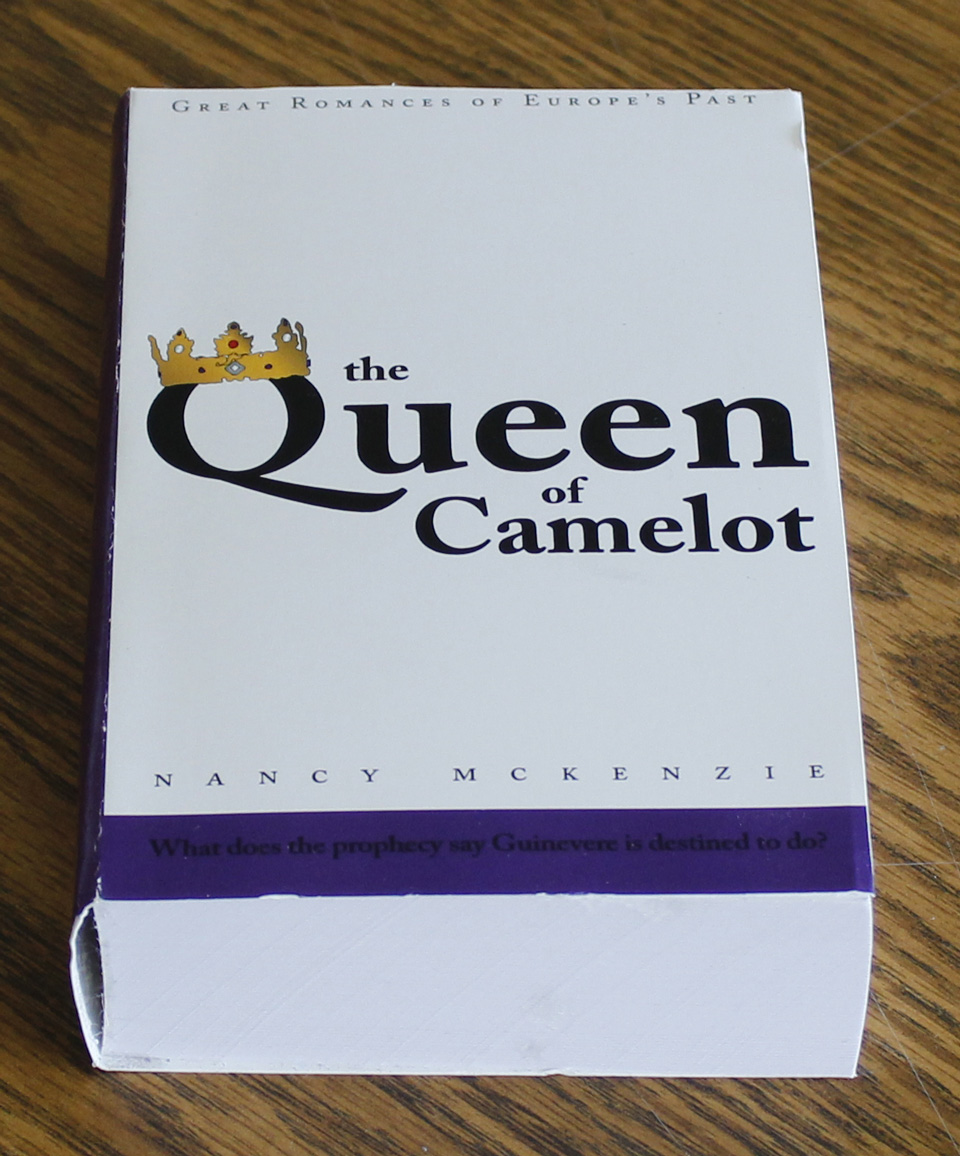 GREAT ROMANCES OF EUROPE'S PAST
the
Queen
of
Camelot
NANCY MCKENZIE
What does the prophecy say Guinevere is destined to do?